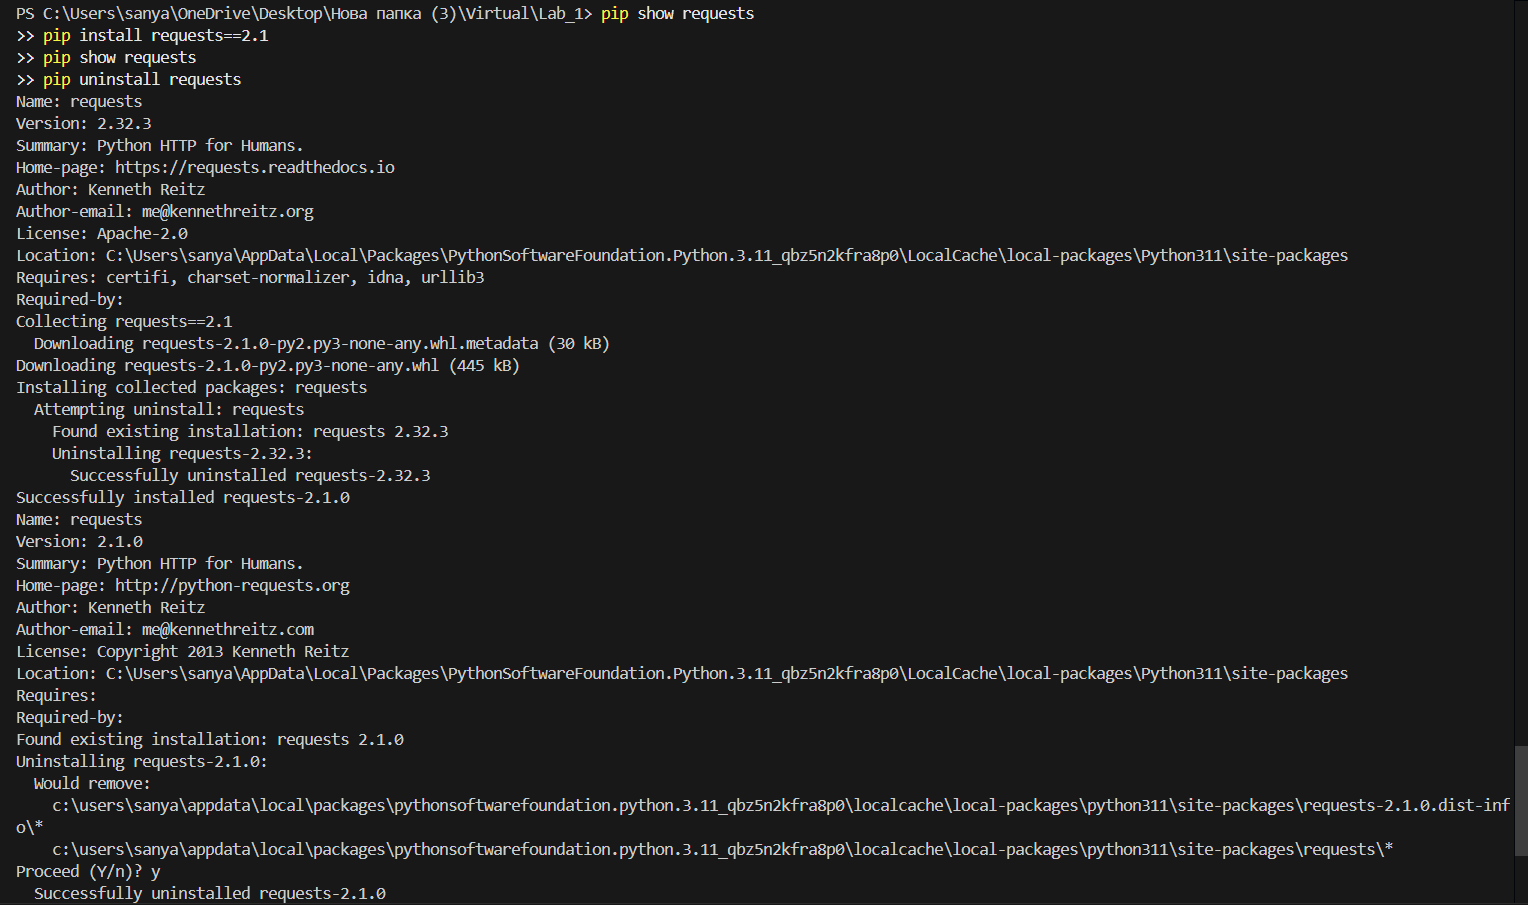 PS C:\Users\sanya\OneDrive\Desktop\Нова папка (3)\Virtual\Lab_1> pip show requests
>> pip install requests==2.1
>> pip show requests
>> pip uninstall requests
Name: requests
Version: 2.32.3
Summary: Python HTTP for Humans.
Home-page: https://requests.readthedocs.io
Author: Kenneth Reitz
Author-email: me@kennethreitz.org
License: Apache-2.0
Location: C:\Users\sanya\AppData\Local\Packages\PythonSoftwareFoundation.Python.3.11_qbz5n2kfra8p0\LocalCache\local-packages\Python311\site-packages
Requires: certifi, charset-normalizer, idna, urllib3
Required-by:
Collecting requests==2.1
  Downloading requests-2.1.0-py2.py3-none-any.whl.metadata (30 kB)
Downloading requests-2.1.0-py2.py3-none-any.whl (445 kB)
Installing collected packages: requests
  Attempting uninstall: requests
    Found existing installation: requests 2.32.3
    Uninstalling requests-2.32.3:
      Successfully uninstalled requests-2.32.3
Successfully installed requests-2.1.0
Name: requests
Version: 2.1.0
Summary: Python HTTP for Humans.
Home-page: http://python-requests.org
Author: Kenneth Reitz
Author-email: me@kennethreitz.com
License: Copyright 2013 Kenneth Reitz
Location: C:\Users\sanya\AppData\Local\Packages\PythonSoftwareFoundation.Python.3.11_qbz5n2kfra8p0\LocalCache\local-packages\Python311\site-packages
Requires:
Required-by:
Found existing installation: requests 2.1.0
Uninstalling requests-2.1.0:
  Would remove:
    c:\users\sanya\appdata\local\packages\pythonsoftwarefoundation.python.3.11_qbz5n2kfra8p0\localcache\local-packages\python311\site-packages\requests-2.1.0.dist-inf
o\*
    c:\users\sanya\appdata\local\packages\pythonsoftwarefoundation.python.3.11_qbz5n2kfra8p0\localcache\local-packages\python311\site-packages\requests\*
Proceed (Y/n)? y
  Successfully uninstalled requests-2.1.0